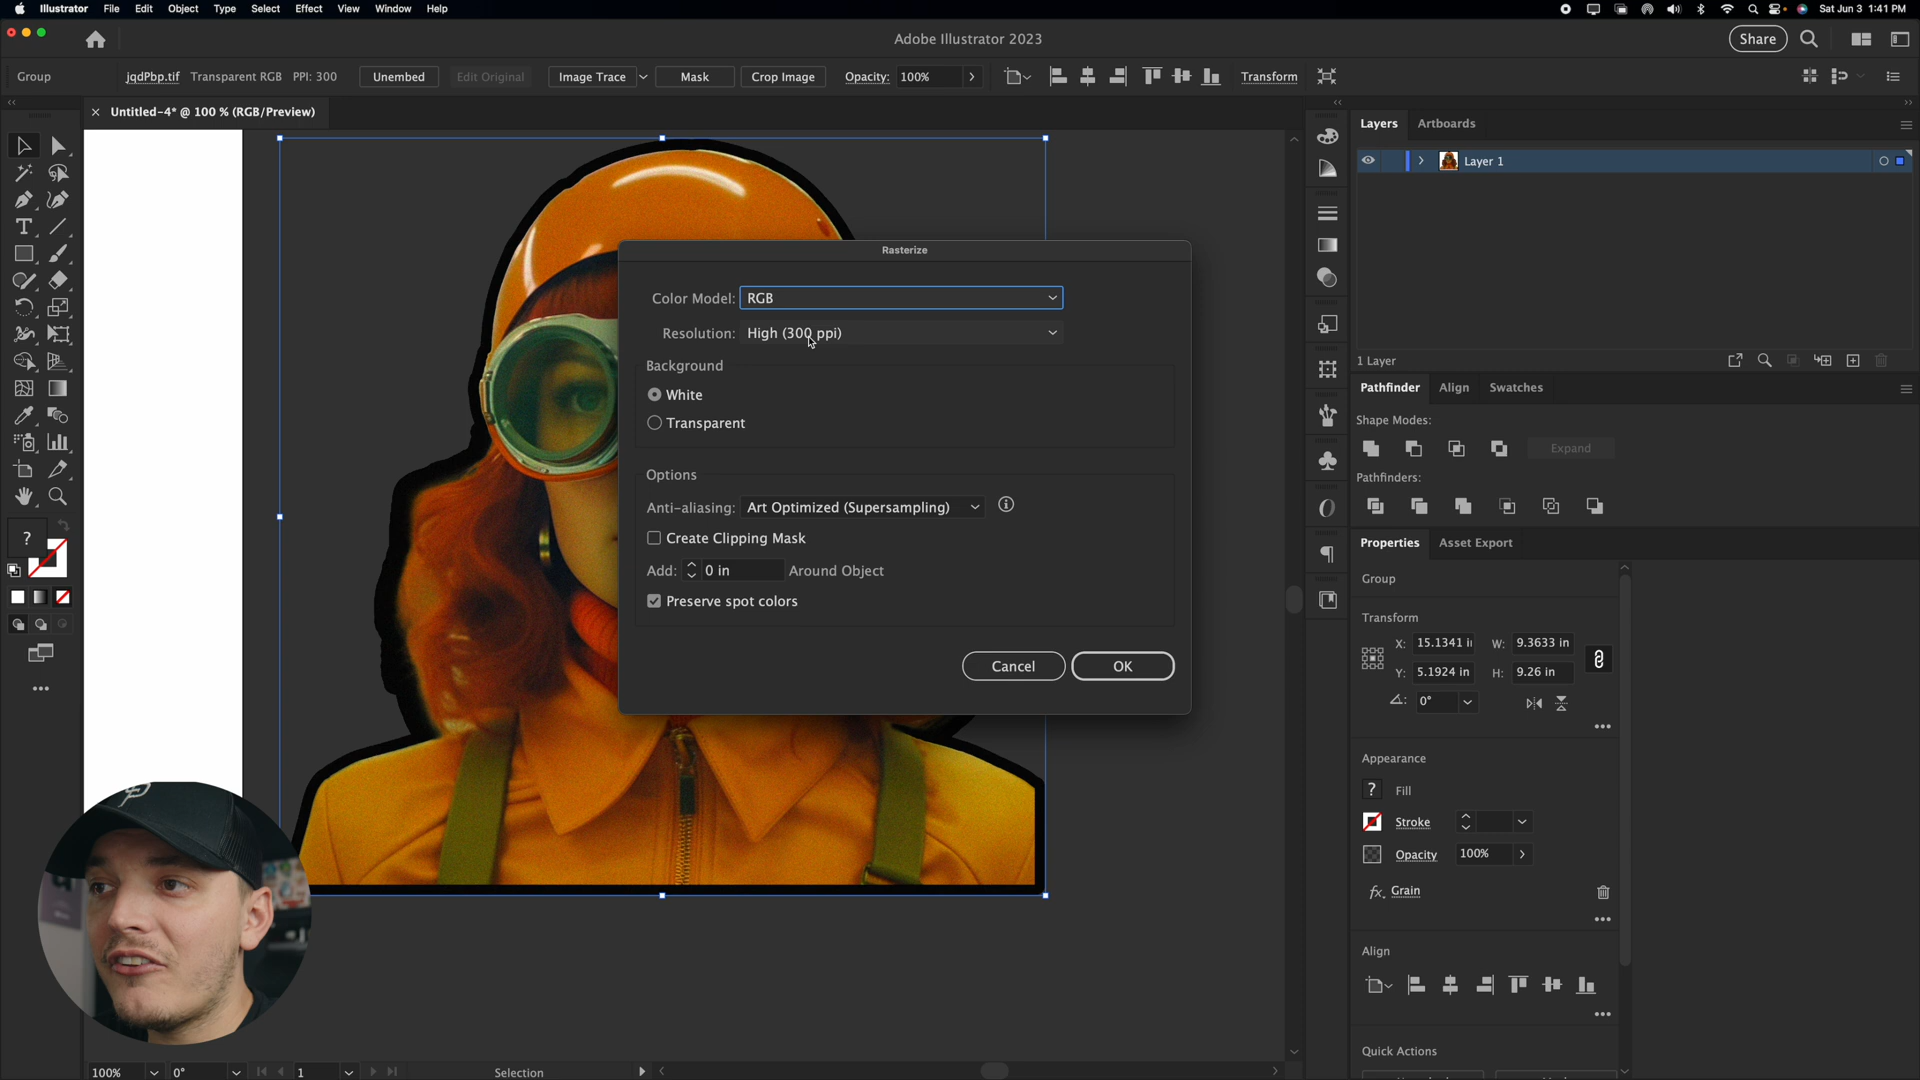 Illustrator File Edit Object Type Select Effect View Window Help
Sat Jun 3 1:41 PM
Adobe Illustrator 2023
Share
Group
jqdPbp.tif
Transparent RGB
PPI: 300
Unembed
Edit Original
Image Trace
Mask
Crop Image
Opacity:
100%
Transform
Untitled-4* @ 100 % (RGB/Preview)
Rasterize
Color Model:
RGB
Resolution:
High (300 ppi)
Background
White
Transparent
Options
Anti-aliasing:
Art Optimized (Supersampling)
Create Clipping Mask
Add:
0 in
Around Object
Preserve spot colors
Cancel
OK
Layers
Artboards
Layer 1
1 Layer
Pathfinder
Align
Swatches
Shape Modes:
Expand
Pathfinders:
Properties
Asset Export
Group
Transform
X:
15.1341 i
W:
9.3633 in
Y:
5.1924 in
H:
9.26 in
0°
Appearance
?
Fill
Stroke
Opacity
100%
fx.
Grain
Align
Quick Actions
?
100%
0°
1
Selection